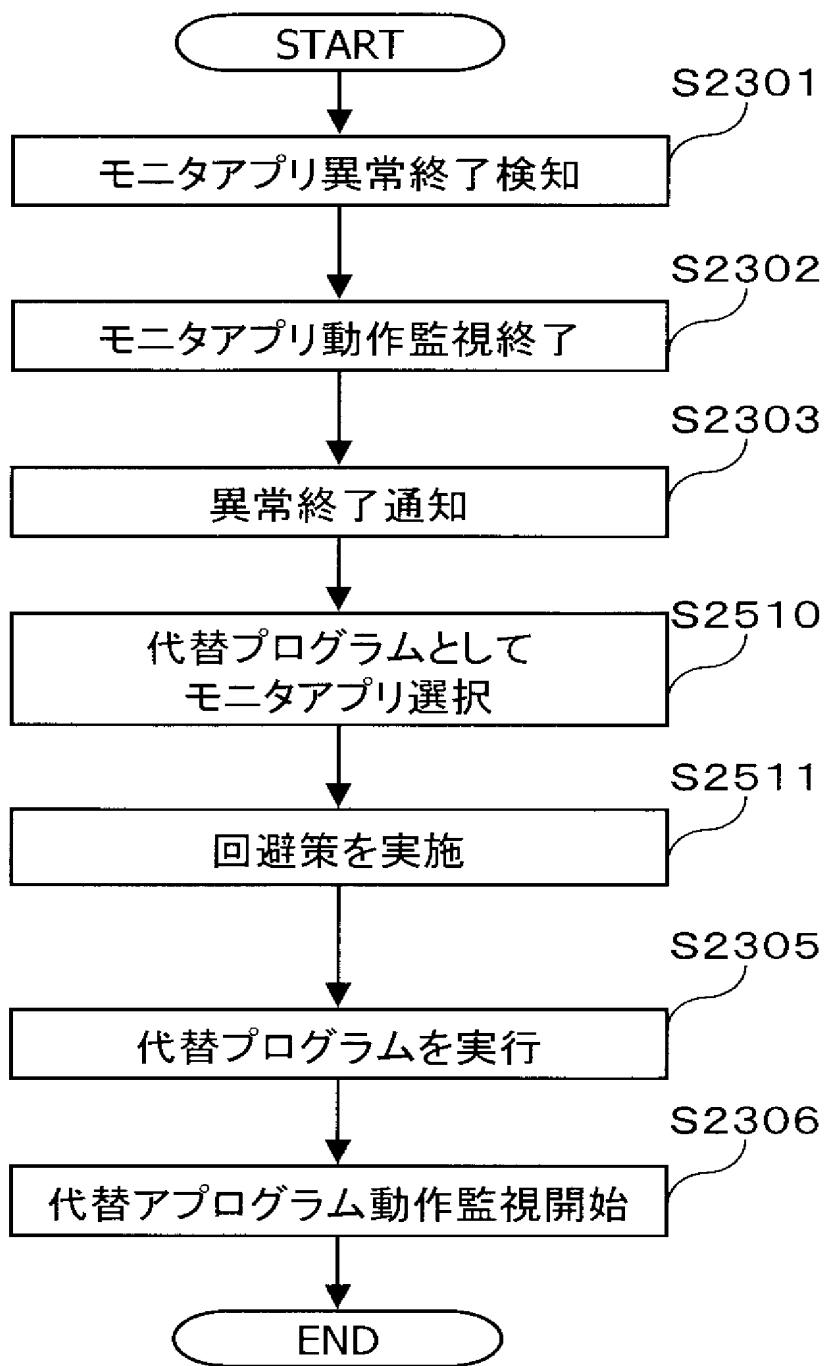 START
S2301
モニタアプリ異常終了検知
S2302
モニタアプリ動作監視終了
S2303
異常終了通知
S2510
代替プログラムとして
モニタアプリ選択
S2511
回避策を実施
S2305
代替プログラムを実行
S2306
代替アプログラム動作監視開始
END